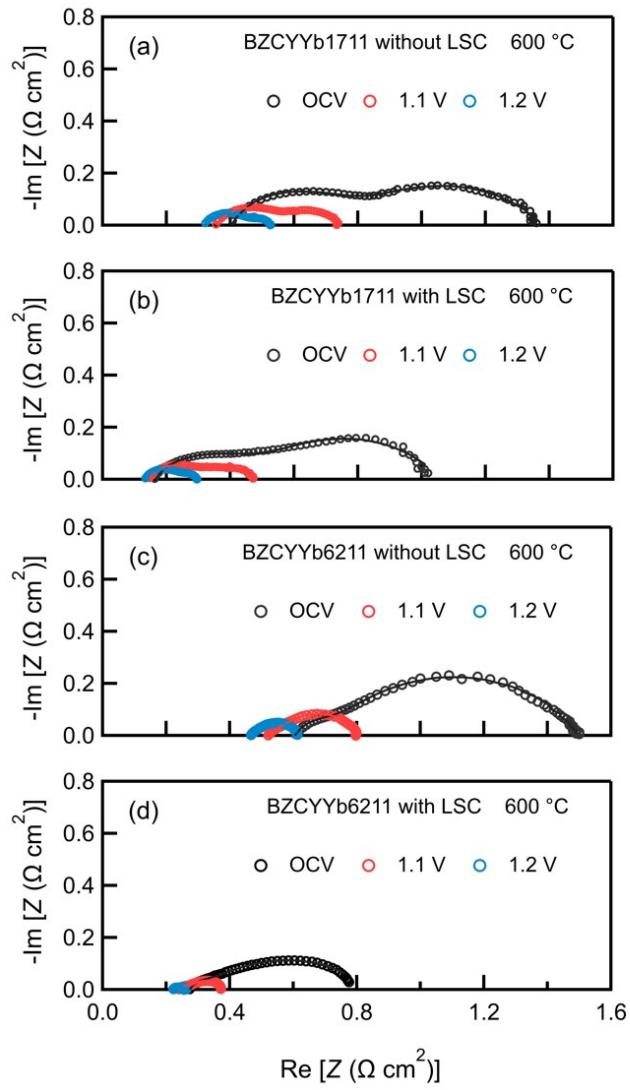 (a) BZCYYb1711 without LSC 600 °C
OCV 1.1 V 1.2 V
0.8
0.6
0.4
0.2
0.0
-Im [Z (Ω cm²)]
(b) BZCYYb1711 with LSC 600 °C
OCV 1.1 V 1.2 V
0.8
0.6
0.4
0.2
0.0
-Im [Z (Ω cm²)]
(c) BZCYYb6211 without LSC 600 °C
OCV 1.1 V 1.2 V
0.8
0.6
0.4
0.2
0.0
-Im [Z (Ω cm²)]
(d) BZCYYb6211 with LSC 600 °C
OCV 1.1 V 1.2 V
0.8
0.6
0.4
0.2
0.0
-Im [Z (Ω cm²)]
0.0 0.4 0.8 1.2 1.6
Re [Z (Ω cm²)]